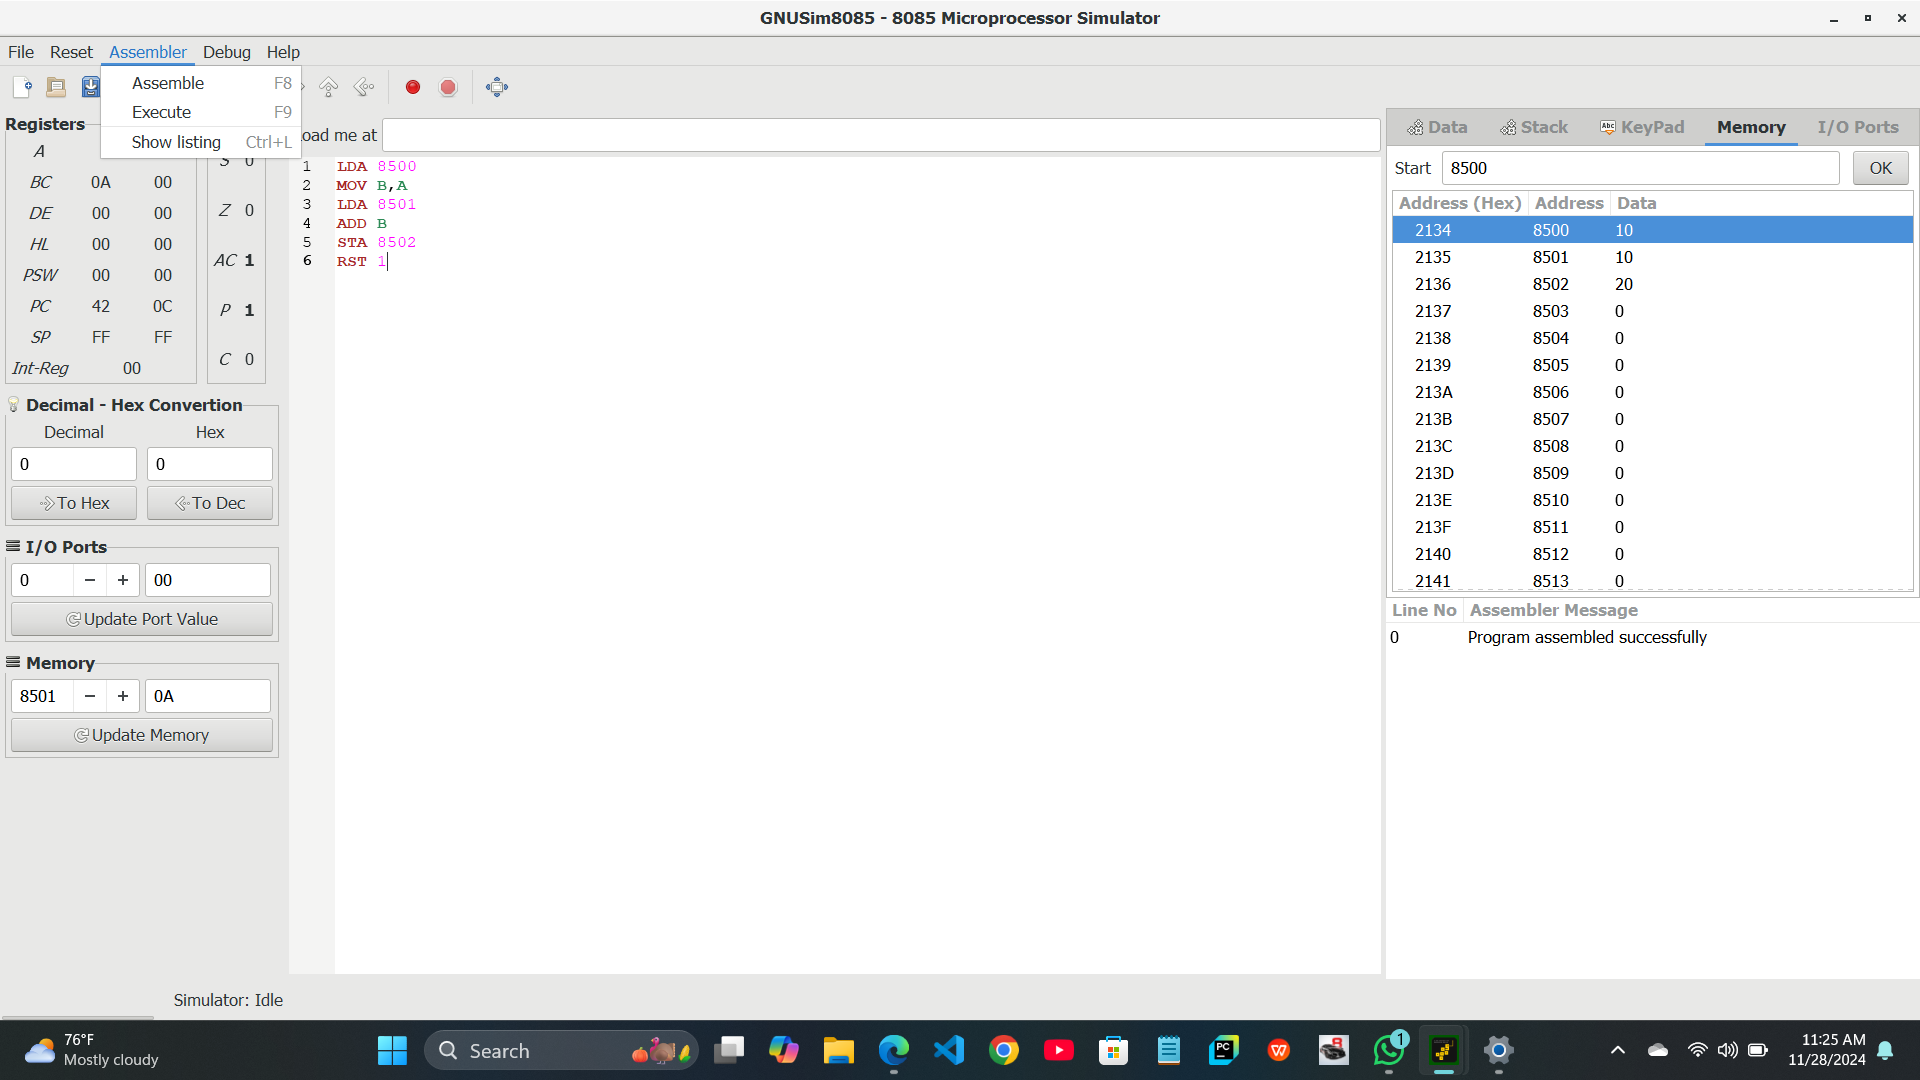 GNUSim8085 - 8085 Microprocessor Simulator
File Reset Assembler Debug Help
Assemble F8
Execute F9
Show listing Ctrl+L
Registers
A
BC 0A 00
DE 00 00
HL 00 00
PSW 00 00
PC 42 0C
SP FF FF
Int-Reg 00
S 0
Z 0
AC 1
P 1
C 0
Decimal - Hex Convertion
Decimal Hex
0 0
To Hex To Dec
I/O Ports
0 − + 00
Update Port Value
Memory
8501 − + 0A
Update Memory
oad me at
1 LDA 8500
2 MOV B,A
3 LDA 8501
4 ADD B
5 STA 8502
6 RST 1
Data Stack KeyPad Memory I/O Ports
Start 8500 OK
Address (Hex) Address Data
2134 8500 10
2135 8501 10
2136 8502 20
2137 8503 0
2138 8504 0
2139 8505 0
213A 8506 0
213B 8507 0
213C 8508 0
213D 8509 0
213E 8510 0
213F 8511 0
2140 8512 0
2141 8513 0
Line No Assembler Message
0 Program assembled successfully
Simulator: Idle
76°F
Mostly cloudy
Search
1
11:25 AM
11/28/2024